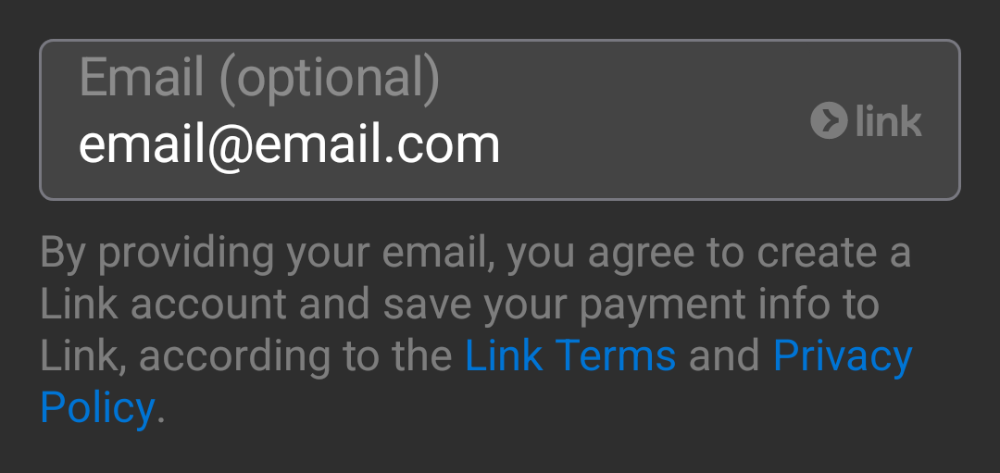 Email (optional)
email@email.com
link
By providing your email, you agree to create a
Link account and save your payment info to
Link, according to the Link Terms and Privacy
Policy.